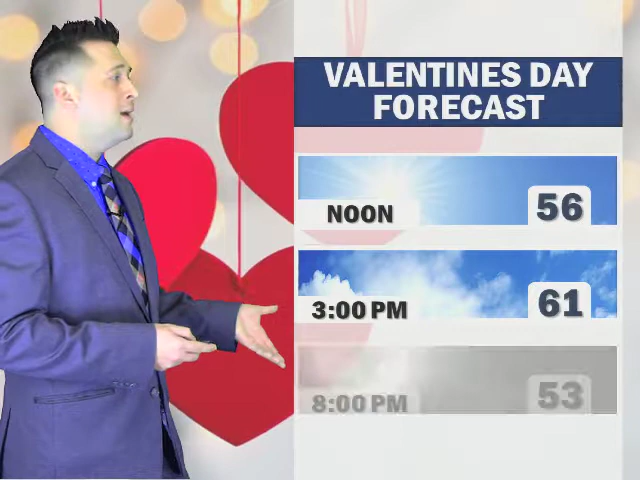 VALENTINES DAY
FORECAST
NOON 56
3:00 PM 61
8:00 PM 53